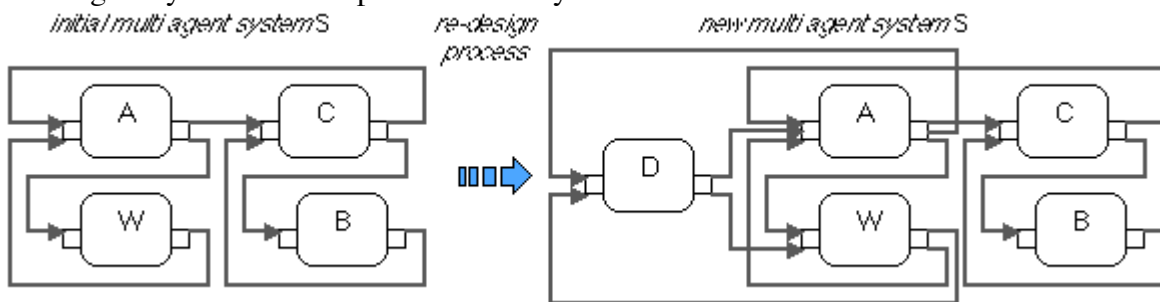 initial multi agent system S
re-design
process
new multi agent system S
A
C
W
B
D
A
C
W
B